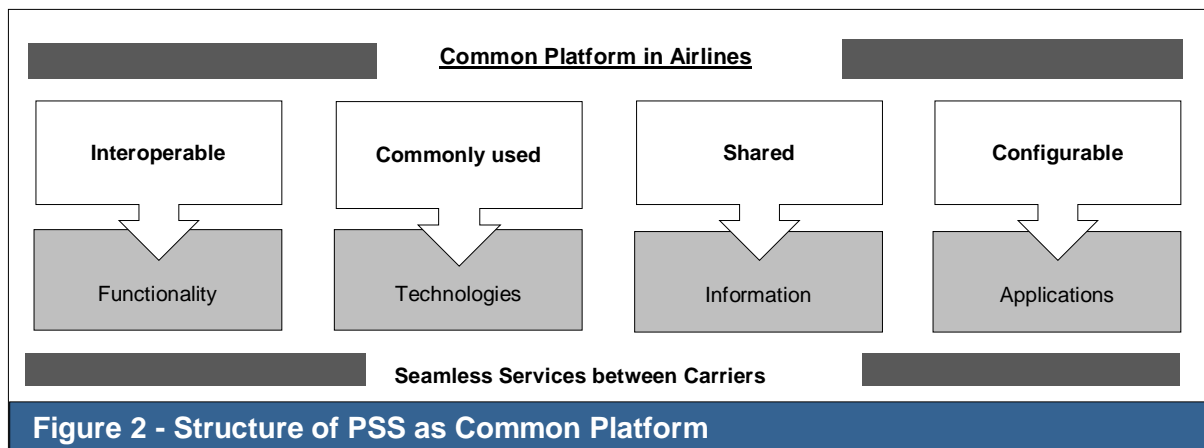 Common Platform in Airlines
Interoperable
Commonly used
Shared
Configurable
Functionality
Technologies
Information
Applications
Seamless Services between Carriers
Figure 2 - Structure of PSS as Common Platform